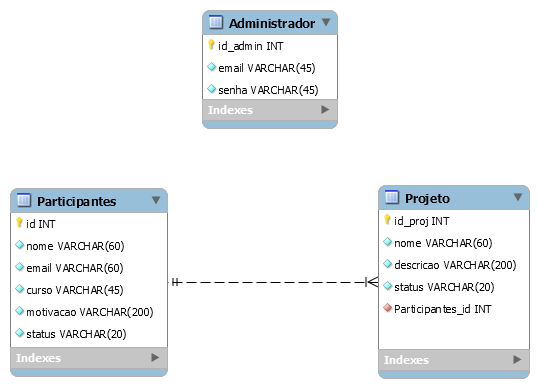 Administrador
id_admin INT
email VARCHAR(45)
senha VARCHAR(45)
Indexes
Participantes
id INT
nome VARCHAR(60)
email VARCHAR(60)
curso VARCHAR(45)
motivacao VARCHAR(200)
status VARCHAR(20)
Indexes
Projeto
id_proj INT
nome VARCHAR(60)
descricao VARCHAR(200)
status VARCHAR(20)
Participantes_id INT
Indexes